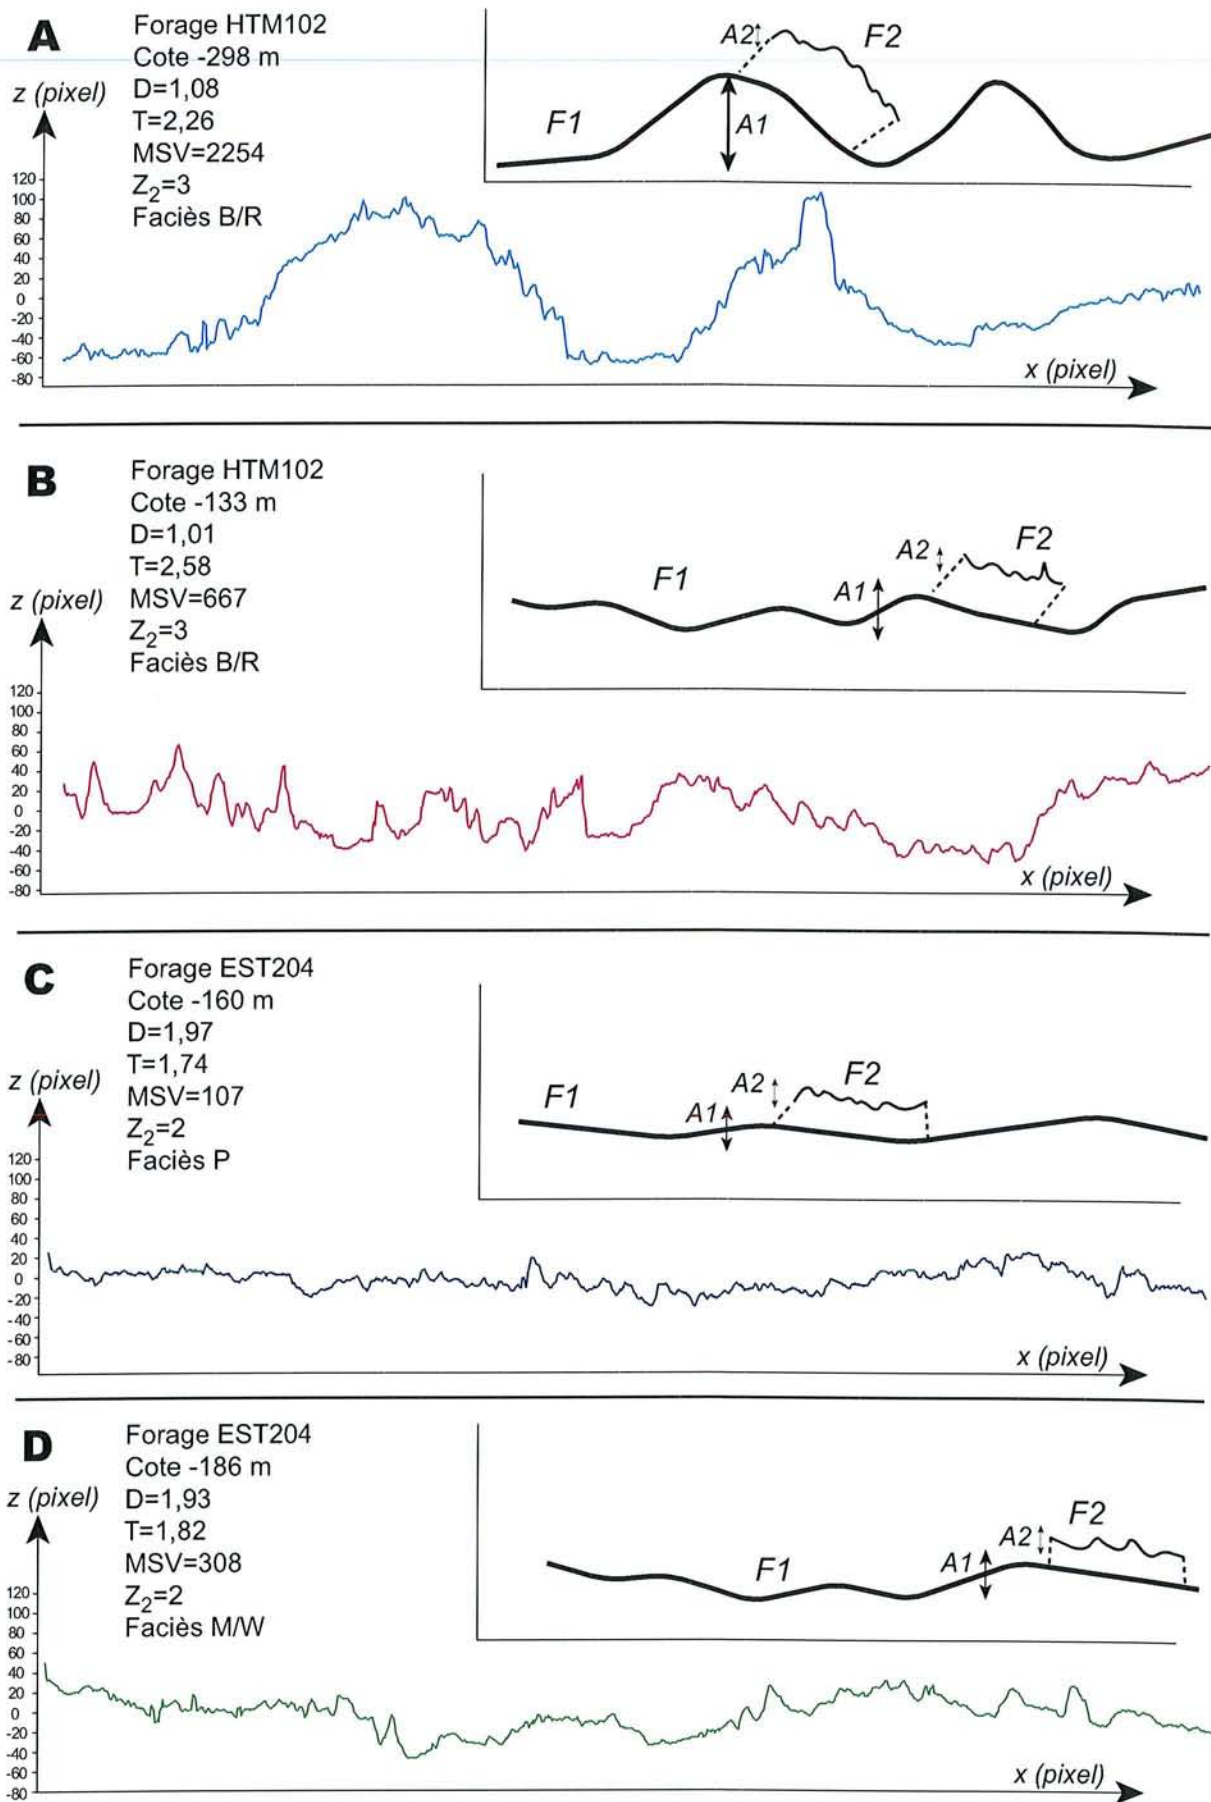 A
Forage HTM102
Cote -298 m
D=1,08
T=2,26
MSV=2254
Z2=3
Faciès B/R
z (pixel)
120
100
80
60
40
20
0
-20
-40
-60
-80
x (pixel)
F1
A1
A2
F2
B
Forage HTM102
Cote -133 m
D=1,01
T=2,58
MSV=667
Z2=3
Faciès B/R
z (pixel)
120
100
80
60
40
20
0
-20
-40
-60
-80
x (pixel)
F1
A1
A2
F2
C
Forage EST204
Cote -160 m
D=1,97
T=1,74
MSV=107
Z2=2
Faciès P
z (pixel)
120
100
80
60
40
20
0
-20
-40
-60
-80
x (pixel)
F1
A1
A2
F2
D
Forage EST204
Cote -186 m
D=1,93
T=1,82
MSV=308
Z2=2
Faciès M/W
z (pixel)
120
100
80
60
40
20
0
-20
-40
-60
-80
x (pixel)
F1
A1
A2
F2